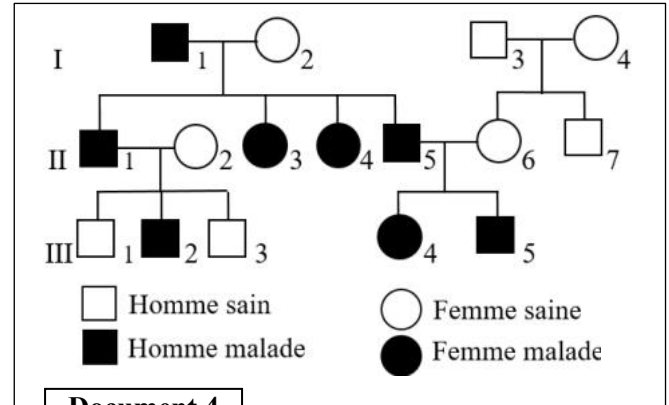 I 1 2 3 4
II 1 2 3 4 5 6 7
III 1 2 3 4 5
Homme sain Femme saine
Homme malade Femme malade
Document 4